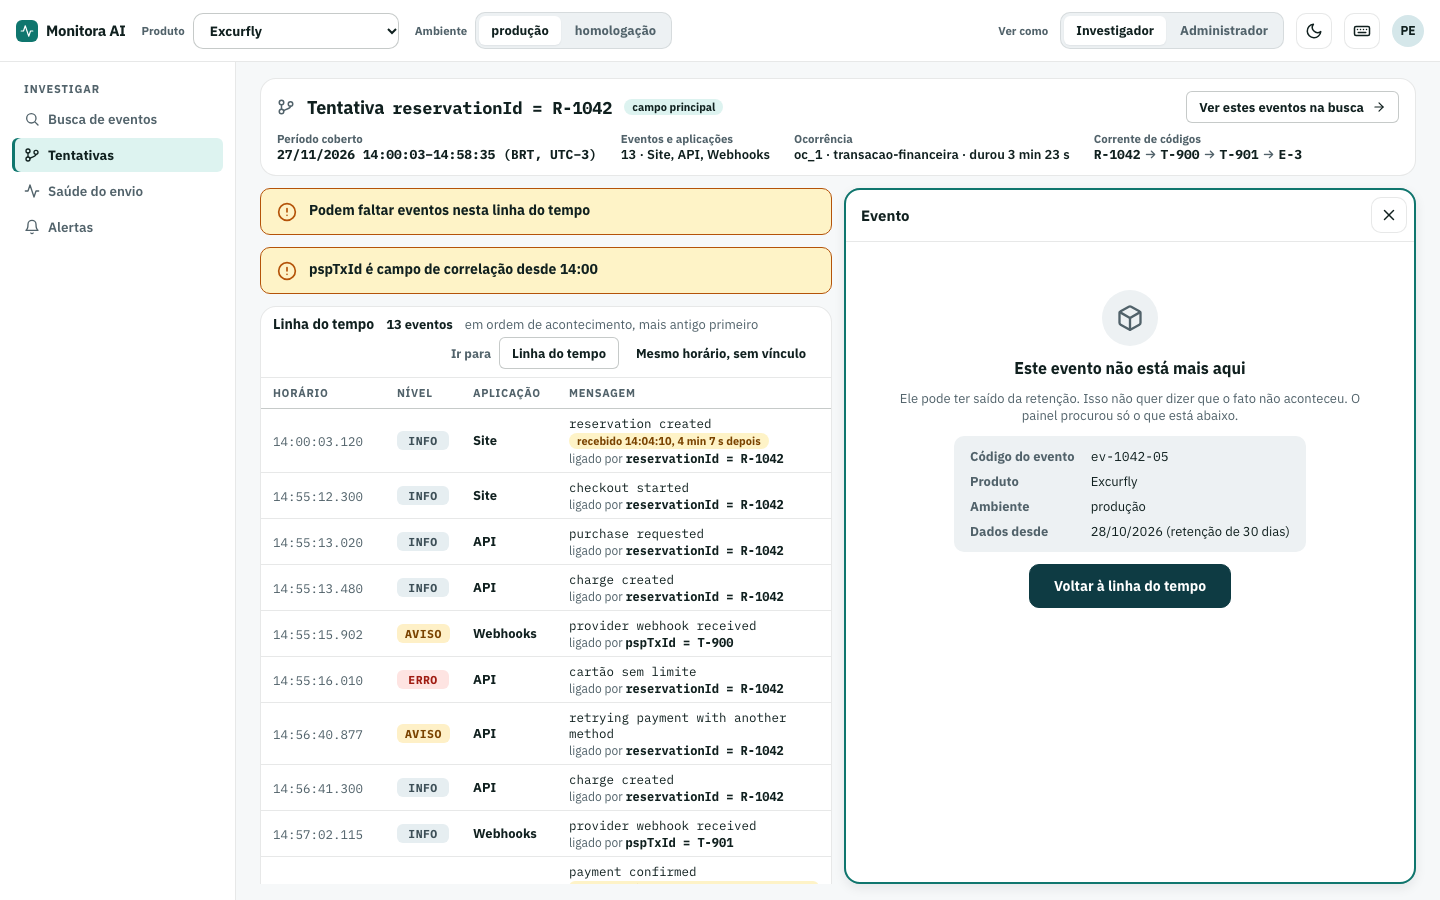 Monitora AI
Produto
Excurfly
Ambiente
produção
homologação
Ver como
Investigador
Administrador
PE
INVESTIGAR
Busca de eventos
Tentativas
Saúde do envio
Alertas
Tentativa reservationId = R-1042
campo principal
Ver estes eventos na busca →
Período coberto
27/11/2026 14:00:03–14:58:35 (BRT, UTC−3)
Eventos e aplicações
13 · Site, API, Webhooks
Ocorrência
oc_1 · transacao-financeira · durou 3 min 23 s
Corrente de códigos
R-1042 → T-900 → T-901 → E-3
Podem faltar eventos nesta linha do tempo
pspTxId é campo de correlação desde 14:00
Linha do tempo 13 eventos em ordem de acontecimento, mais antigo primeiro
Ir para Linha do tempo Mesmo horário, sem vínculo
HORÁRIO NÍVEL APLICAÇÃO MENSAGEM
14:00:03.120 INFO Site reservation created
recebido 14:04:10, 4 min 7 s depois
ligado por reservationId = R-1042
14:55:12.300 INFO Site checkout started
ligado por reservationId = R-1042
14:55:13.020 INFO API purchase requested
ligado por reservationId = R-1042
14:55:13.480 INFO API charge created
ligado por reservationId = R-1042
14:55:15.902 AVISO Webhooks provider webhook received
ligado por pspTxId = T-900
14:55:16.010 ERRO API cartão sem limite
ligado por reservationId = R-1042
14:56:40.877 AVISO API retrying payment with another
method
ligado por reservationId = R-1042
14:56:41.300 INFO API charge created
ligado por reservationId = R-1042
14:57:02.115 INFO Webhooks provider webhook received
ligado por pspTxId = T-901
payment confirmed
Evento
Este evento não está mais aqui
Ele pode ter saído da retenção. Isso não quer dizer que o fato não aconteceu. O
painel procurou só o que está abaixo.
Código do evento ev-1042-05
Produto Excurfly
Ambiente produção
Dados desde 28/10/2026 (retenção de 30 dias)
Voltar à linha do tempo